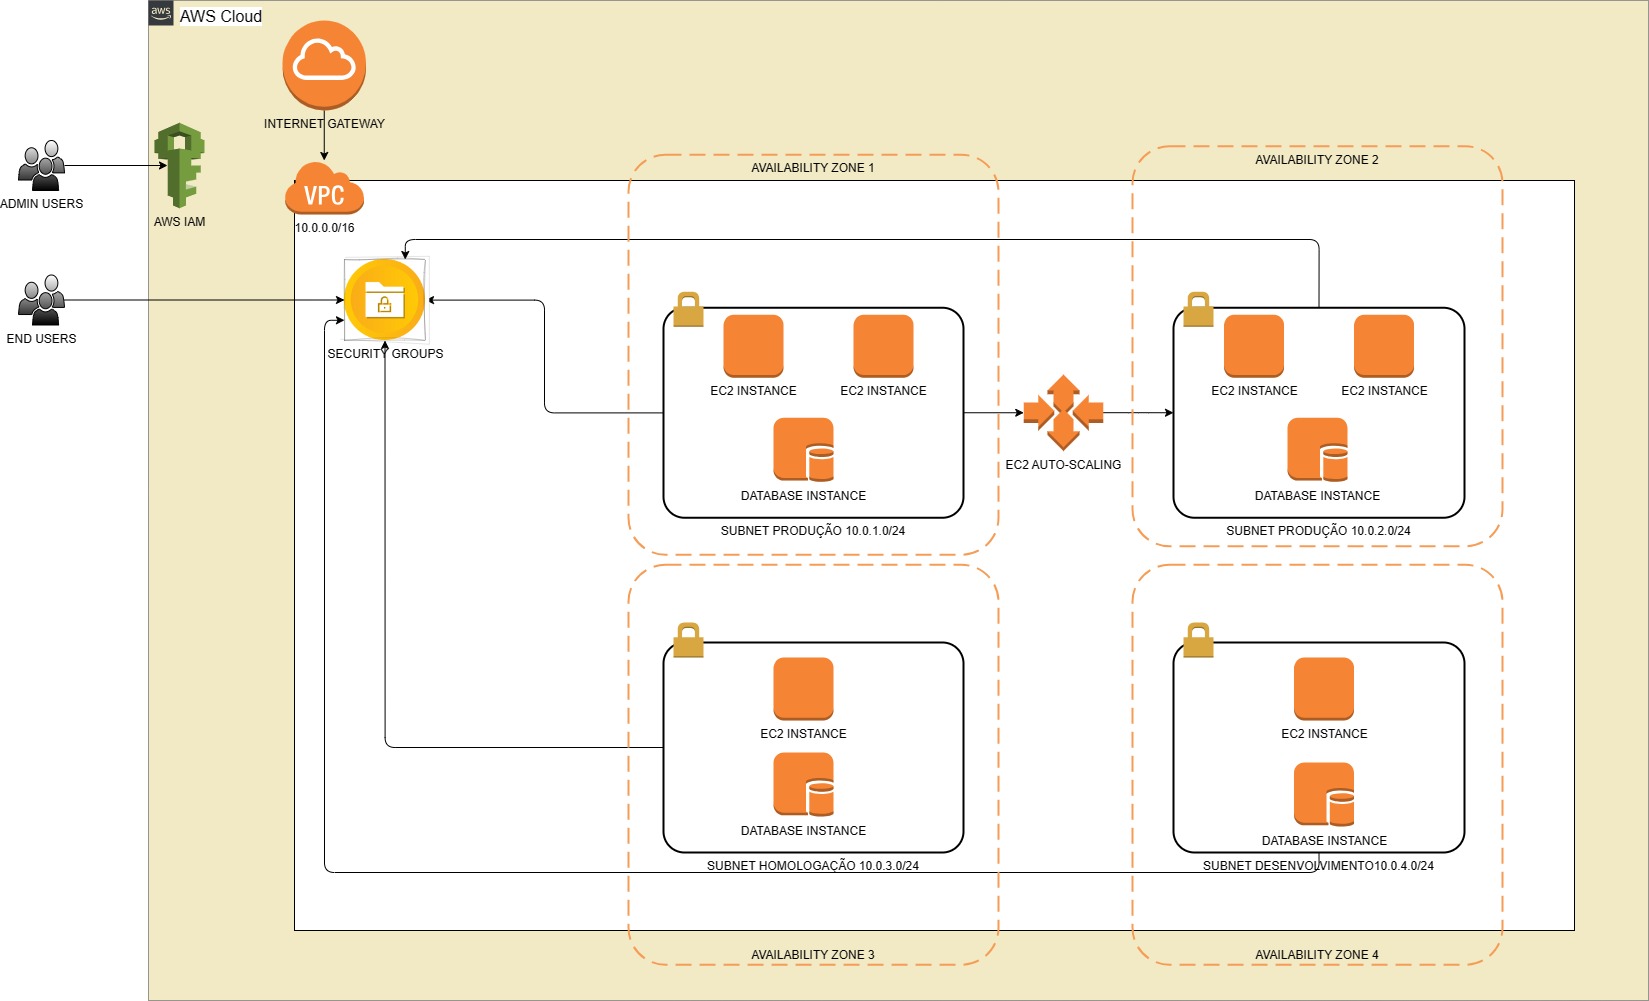 aws
AWS Cloud
INTERNET GATEWAY
ADMIN USERS
AWS IAM
VPC
10.0.0.0/16
END USERS
SECURITY GROUPS
AVAILABILITY ZONE 1
EC2 INSTANCE
EC2 INSTANCE
DATABASE INSTANCE
SUBNET PRODUÇÃO 10.0.1.0/24
EC2 AUTO-SCALING
AVAILABILITY ZONE 2
EC2 INSTANCE
EC2 INSTANCE
DATABASE INSTANCE
SUBNET PRODUÇÃO 10.0.2.0/24
EC2 INSTANCE
DATABASE INSTANCE
SUBNET HOMOLOGAÇÃO 10.0.3.0/24
AVAILABILITY ZONE 3
EC2 INSTANCE
DATABASE INSTANCE
SUBNET DESENVOLVIMENTO10.0.4.0/24
AVAILABILITY ZONE 4